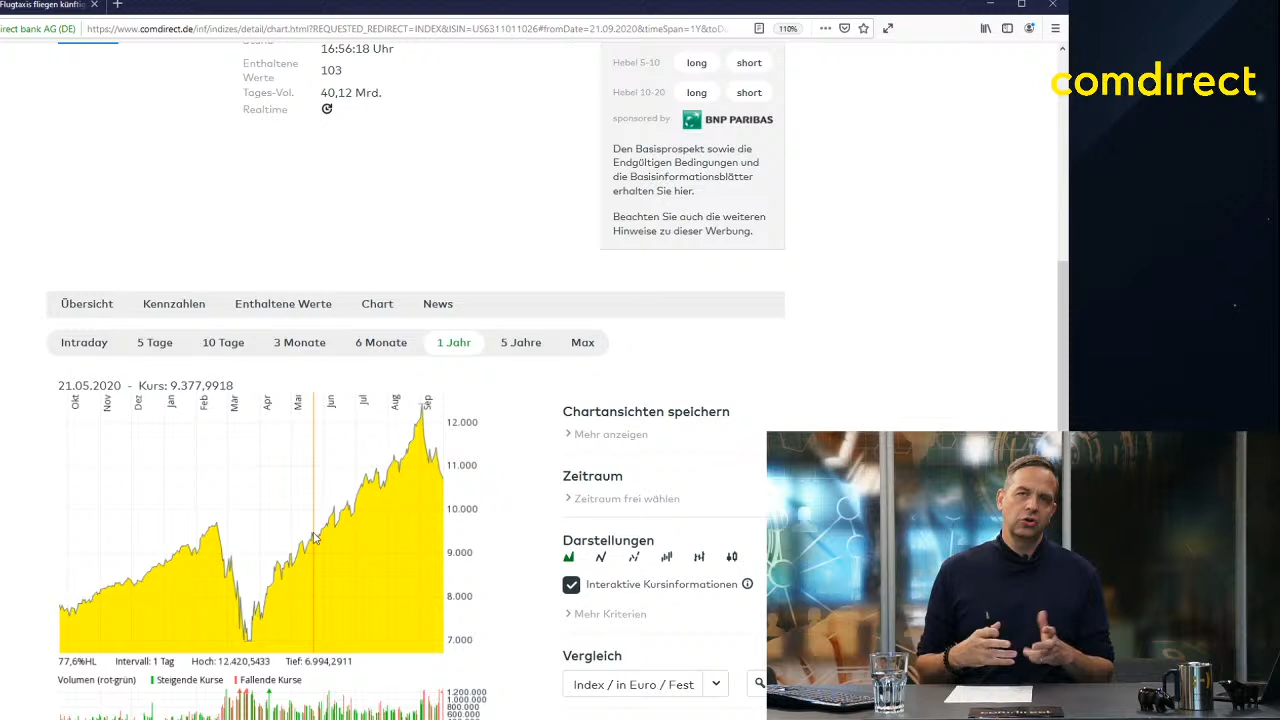 Flugtaxis fliegen künftig
irect bank AG (DE)
https://www.comdirect.de/inf/indizes/detail/chart.html?REQUESTED_REDIRECT=INDEX&ISIN=US6311011026#fromDate=21.09.2020&timeSpan=1Y&toDa
110%
comdirect
16:56:18 Uhr
Enthaltene
Werte
103
Tages-Vol.
40,12 Mrd.
Realtime
Hebel 5-10
long
short
Hebel 10-20
long
short
sponsored by
BNP PARIBAS
Den Basisprospekt sowie die
Endgültigen Bedingungen und
die Basisinformationsblätter
erhalten Sie hier.
Beachten Sie auch die weiteren
Hinweise zu dieser Werbung.
Übersicht
Kennzahlen
Enthaltene Werte
Chart
News
Intraday
5 Tage
10 Tage
3 Monate
6 Monate
1 Jahr
5 Jahre
Max
21.05.2020 - Kurs: 9.377,9918
Okt
Nov
Dez
Jan
Feb
Mär
Apr
Mai
Jun
Jul
Aug
Sep
12.000
11.000
10.000
9.000
8.000
7.000
77,6%HL
Intervall: 1 Tag
Hoch: 12.420,5433
Tief: 6.994,2911
Volumen (rot-grün)
Steigende Kurse
Fallende Kurse
1.200.000
1.000.000
800.000
600.000
Chartansichten speichern
Mehr anzeigen
Zeitraum
Zeitraum frei wählen
Darstellungen
Interaktive Kursinformationen
Mehr Kriterien
Vergleich
Index / in Euro / Fest
comdirect